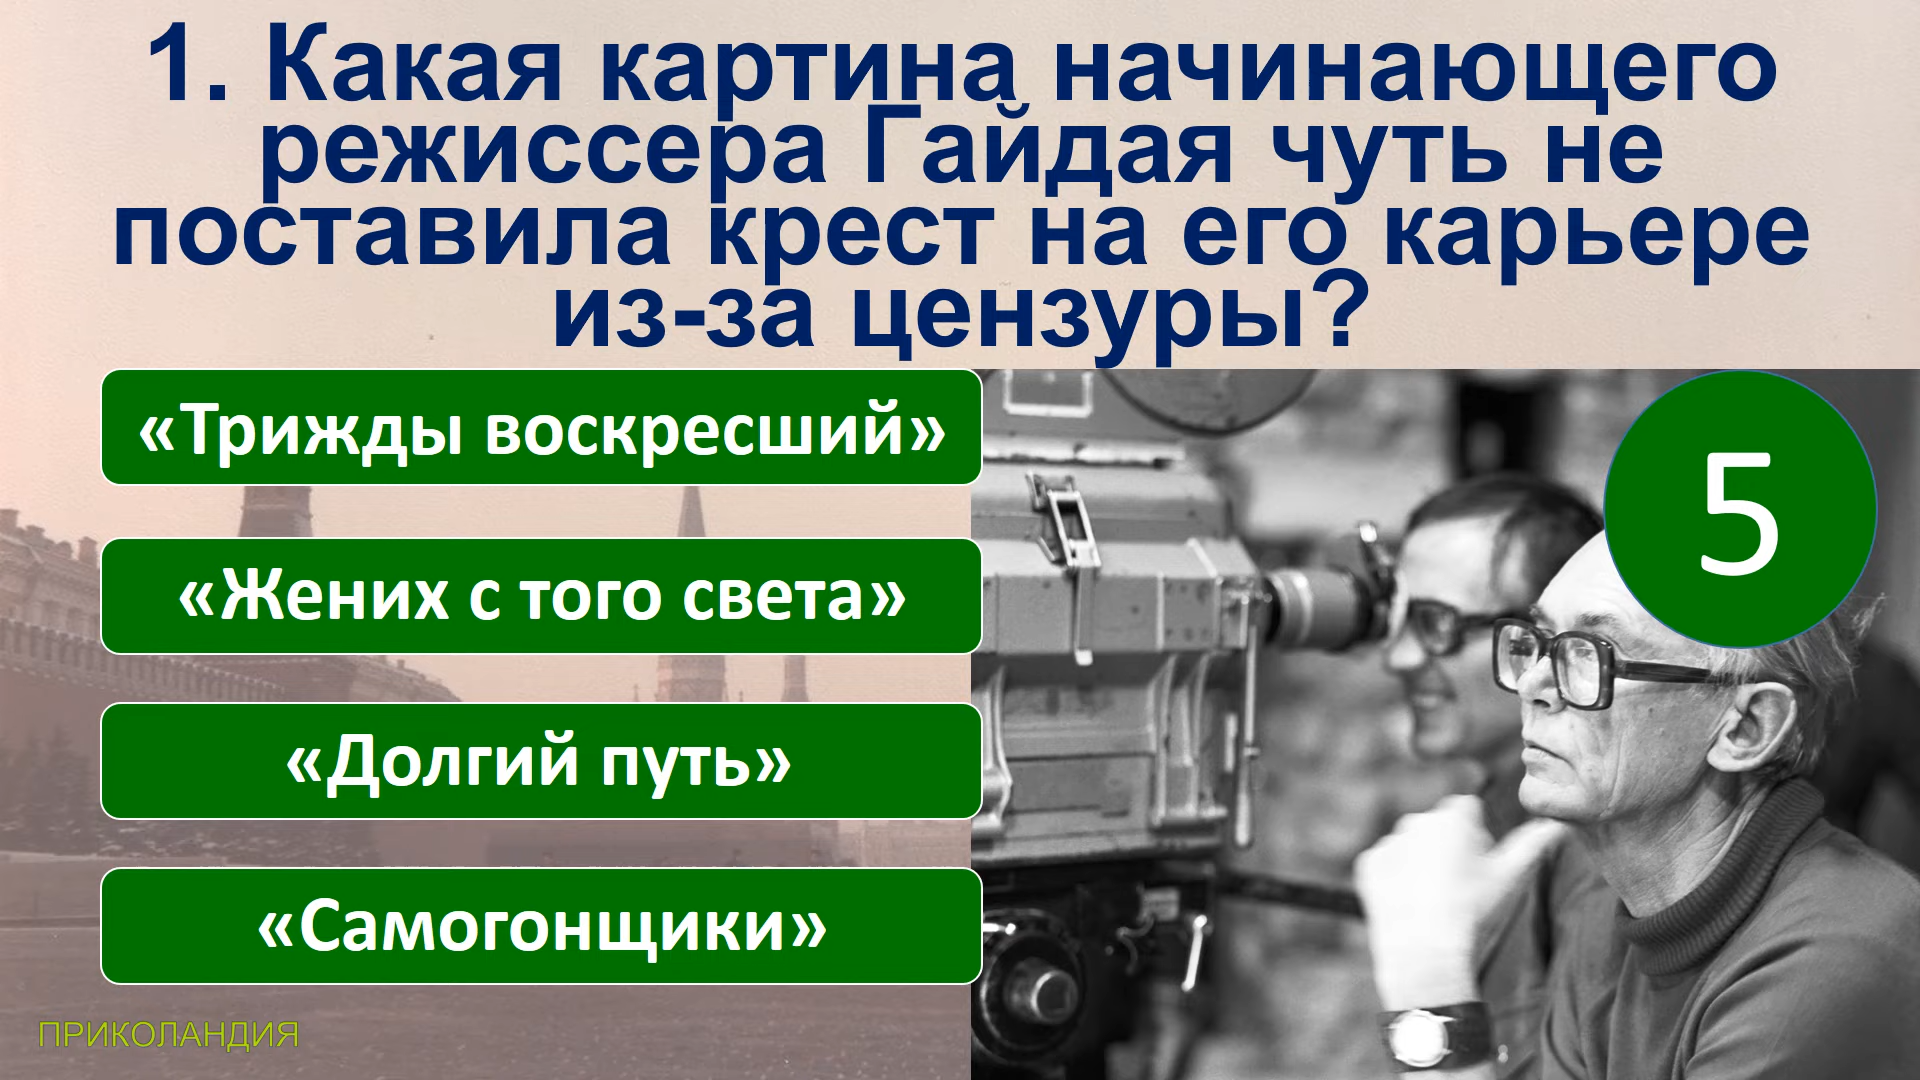 1. Какая картина начинающего
режиссера Гайдая чуть не
поставила крест на его карьере
из-за цензуры?
«Трижды воскресший»
5
«Жених с того света»
«Долгий путь»
«Самогонщики»
ПРИКОЛАНДИЯ